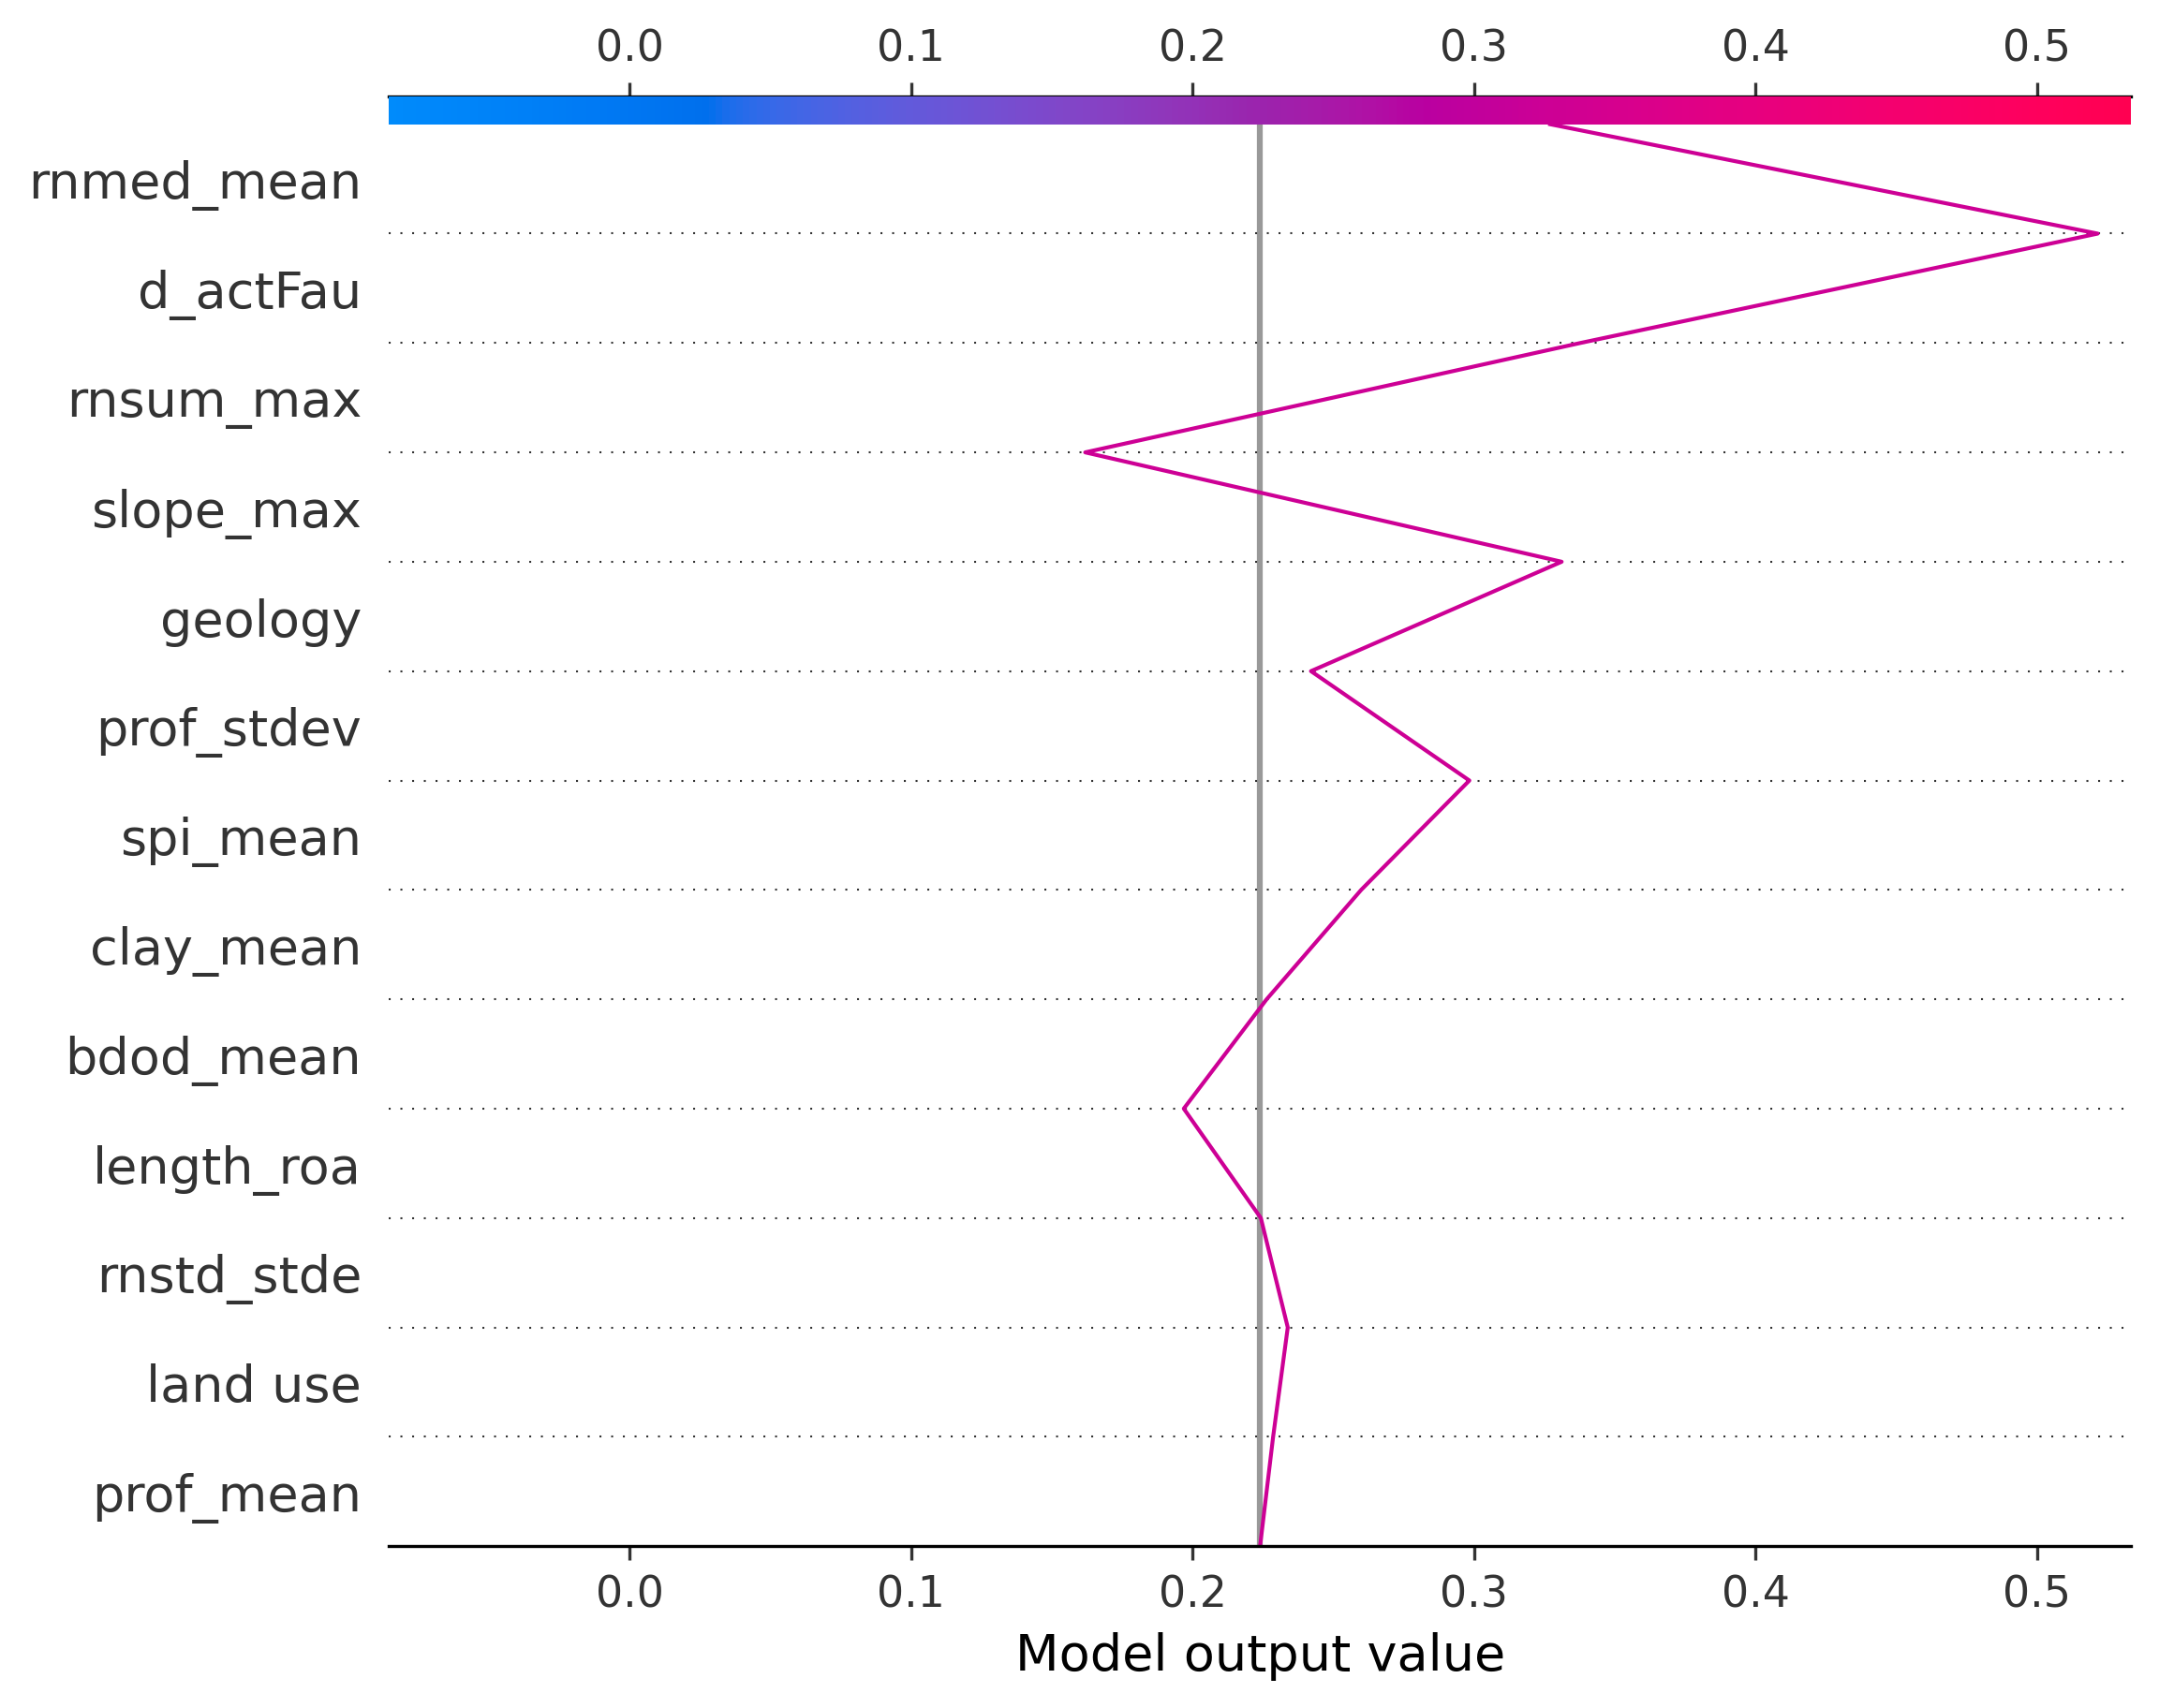 0.0 0.1 0.2 0.3 0.4 0.5
rnmed_mean
d_actFau
rnsum_max
slope_max
geology
prof_stdev
spi_mean
clay_mean
bdod_mean
length_roa
rnstd_stde
land use
prof_mean
0.0 0.1 0.2 0.3 0.4 0.5
Model output value